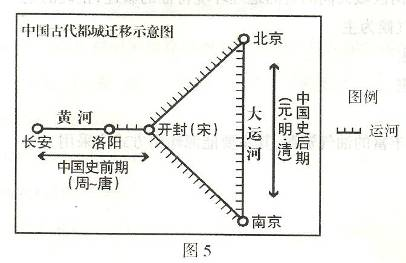 中国古代都城迁移示意图
北京
黄河
长安
洛阳
开封(宋)
大运河
中国史后期
(元·明·清)
中国史前期
(周~唐)
南京
图例
运河
图5